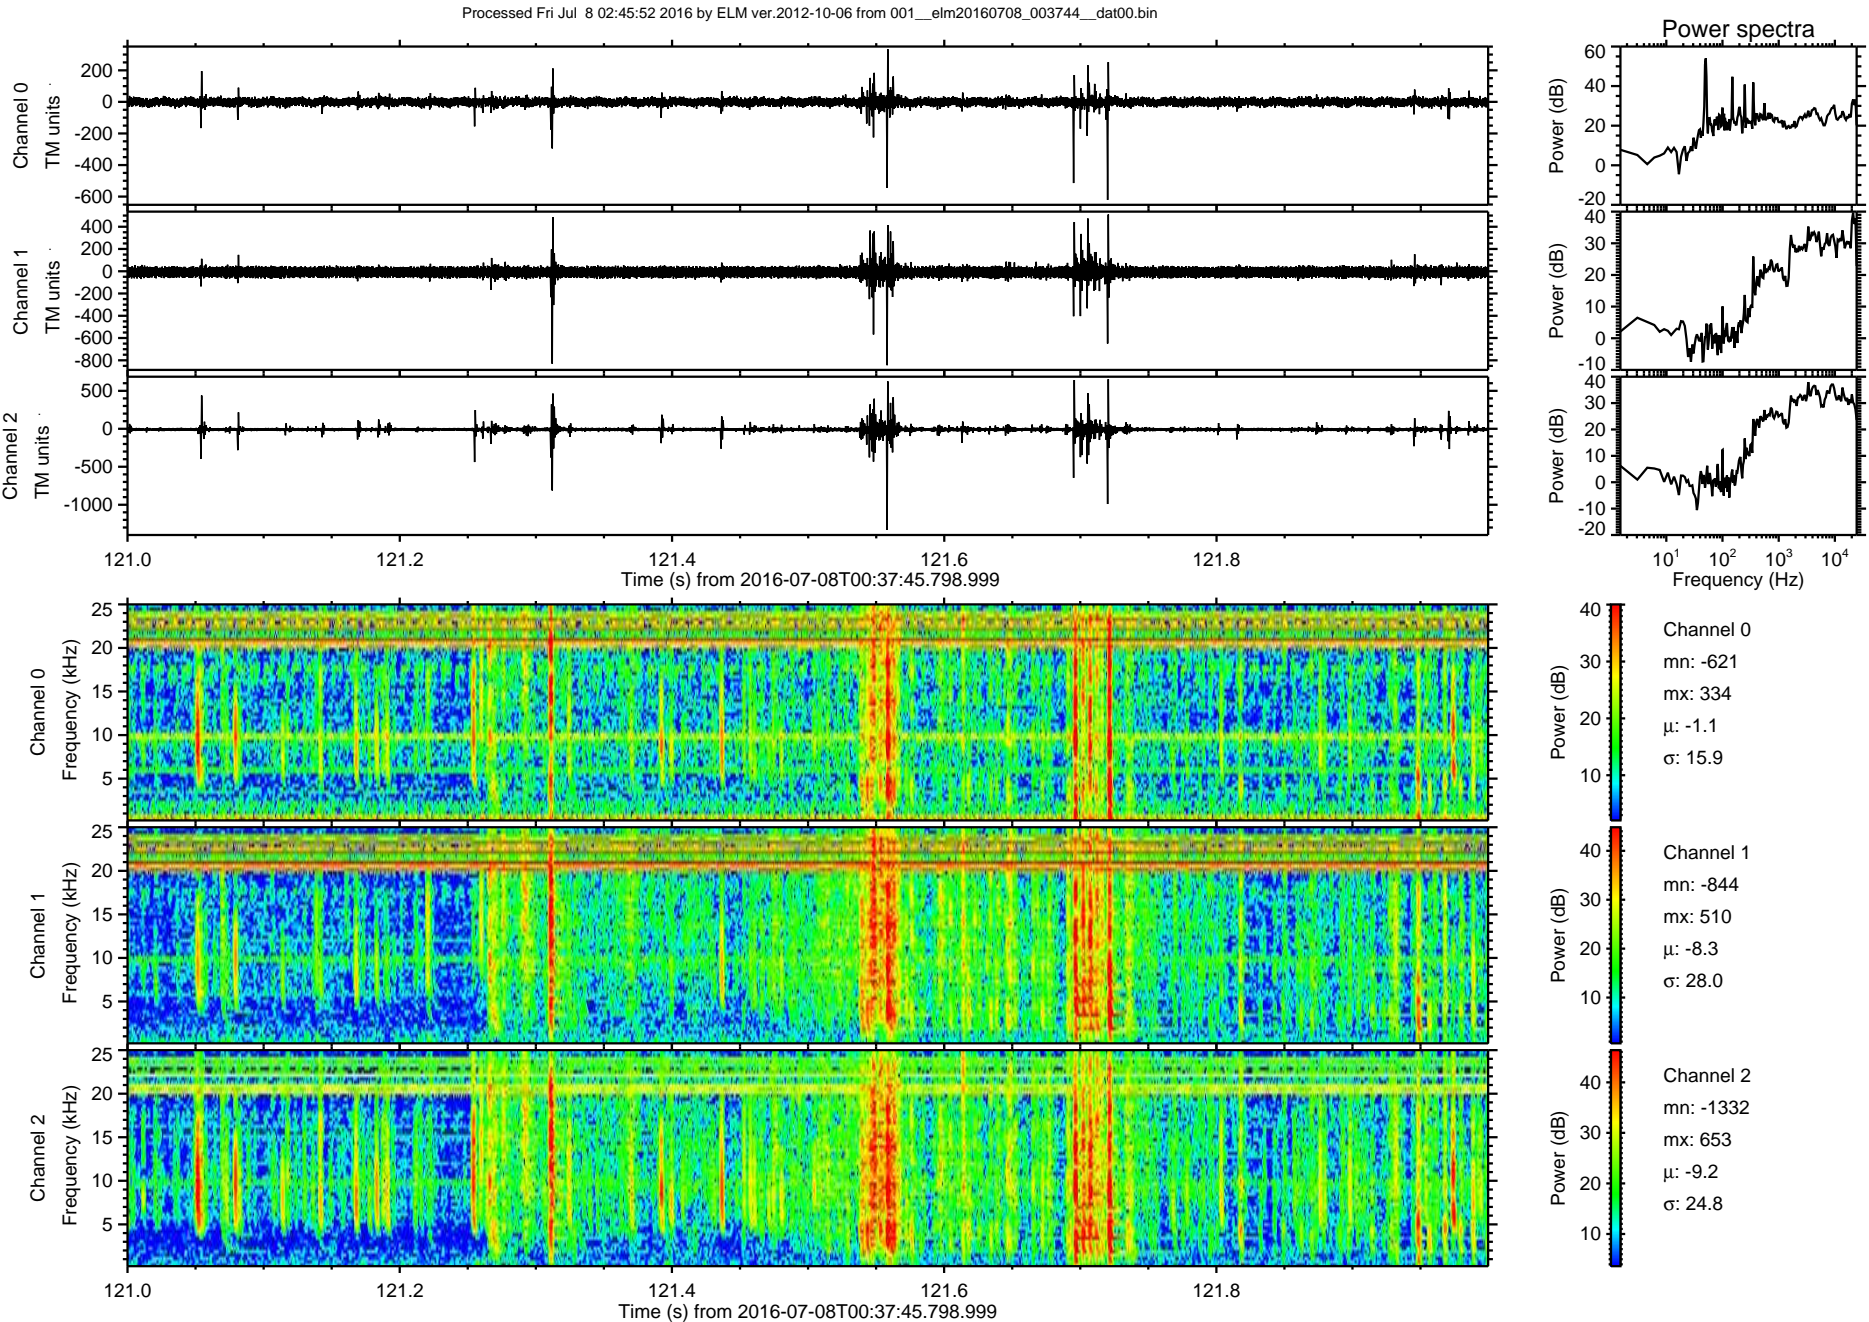 Processed Fri Jul 8 02:45:52 2016 by ELM ver.2012-10-06 from 001__elm20160708_003744__dat00.bin
Power spectra
Channel 0
TM units
200
0
-200
-400
-600
Power (dB)
60
40
20
0
-20
Channel 1
TM units
400
200
0
-200
-400
-600
-800
Power (dB)
40
30
20
10
0
-10
Channel 2
TM units
500
0
-500
-1000
Power (dB)
40
30
20
10
0
-10
-20
121.0 121.2 121.4 121.6 121.8
Time (s) from 2016-07-08T00:37:45.798.999
10^1 10^2 10^3 10^4
Frequency (Hz)
Channel 0
Frequency (kHz)
25
20
15
10
5
Power (dB)
40
30
20
10
Channel 0
mn: -621
mx: 334
μ: -1.1
σ: 15.9
Channel 1
Frequency (kHz)
25
20
15
10
5
Power (dB)
40
30
20
10
Channel 1
mn: -844
mx: 510
μ: -8.3
σ: 28.0
Channel 2
Frequency (kHz)
25
20
15
10
5
Power (dB)
40
30
20
10
Channel 2
mn: -1332
mx: 653
μ: -9.2
σ: 24.8
121.0 121.2 121.4 121.6 121.8
Time (s) from 2016-07-08T00:37:45.798.999